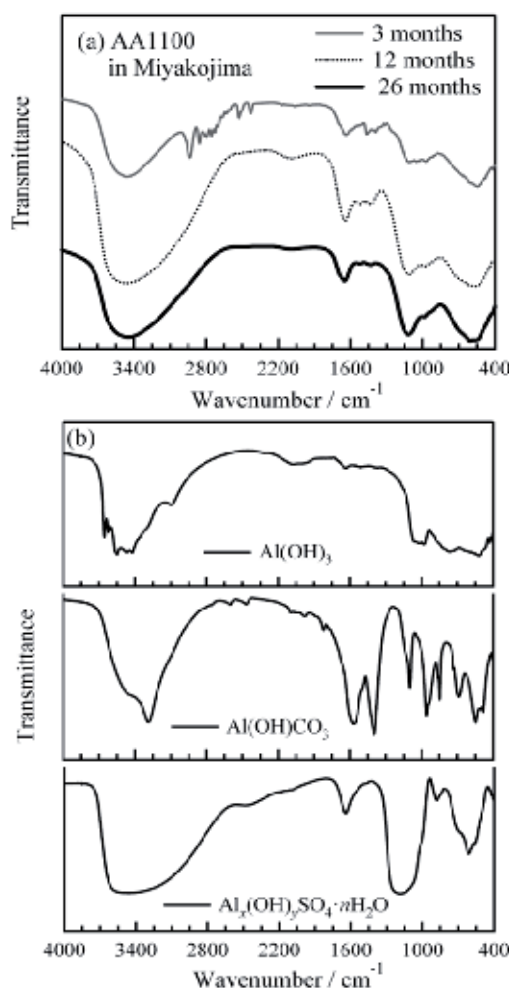 (a) AA1100
in Miyakojima
3 months
12 months
26 months
Transmittance
4000 3400 2800 2200 1600 1000 400
Wavenumber / cm⁻¹
(b)
Al(OH)₃
Transmittance
Al(OH)CO₃
Alₓ(OH)ᵧSO₄·nH₂O
4000 3400 2800 2200 1600 1000 400
Wavenumber / cm⁻¹